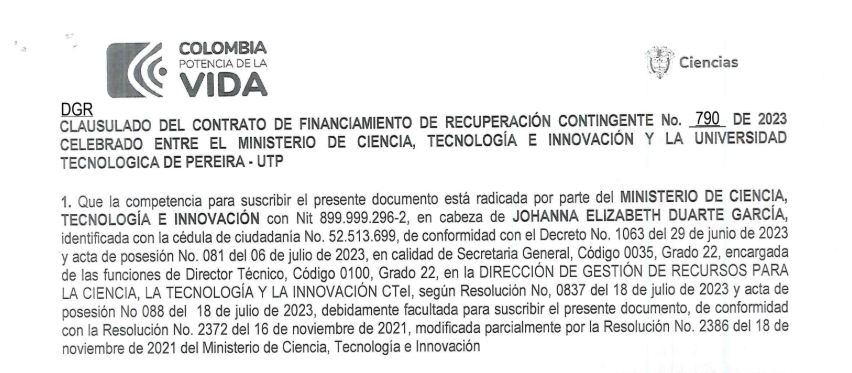 COLOMBIA
POTENCIA DE LA
VIDA
Ciencias
DGR
CLAUSULADO DEL CONTRATO DE FINANCIAMIENTO DE RECUPERACIÓN CONTINGENTE No. 790 DE 2023
CELEBRADO ENTRE EL MINISTERIO DE CIENCIA, TECNOLOGÍA E INNOVACIÓN Y LA UNIVERSIDAD
TECNOLOGICA DE PEREIRA - UTP
1. Que la competencia para suscribir el presente documento está radicada por parte del MINISTERIO DE CIENCIA,
TECNOLOGÍA E INNOVACIÓN con Nit 899.999.296-2, en cabeza de JOHANNA ELIZABETH DUARTE GARCÍA,
identificada con la cédula de ciudadanía No. 52.513.699, de conformidad con el Decreto No. 1063 del 29 de junio de 2023
y acta de posesión No. 081 del 06 de julio de 2023, en calidad de Secretaria General, Código 0035, Grado 22, encargada
de las funciones de Director Técnico, Código 0100, Grado 22, en la DIRECCIÓN DE GESTIÓN DE RECURSOS PARA
LA CIENCIA, LA TECNOLOGÍA Y LA INNOVACIÓN CTeI, según Resolución No, 0837 del 18 de julio de 2023 y acta de
posesión No 088 del 18 de julio de 2023, debidamente facultada para suscribir el presente documento, de conformidad
con la Resolución No. 2372 del 16 de noviembre de 2021, modificada parcialmente por la Resolución No. 2386 del 18 de
noviembre de 2021 del Ministerio de Ciencia, Tecnología e Innovación